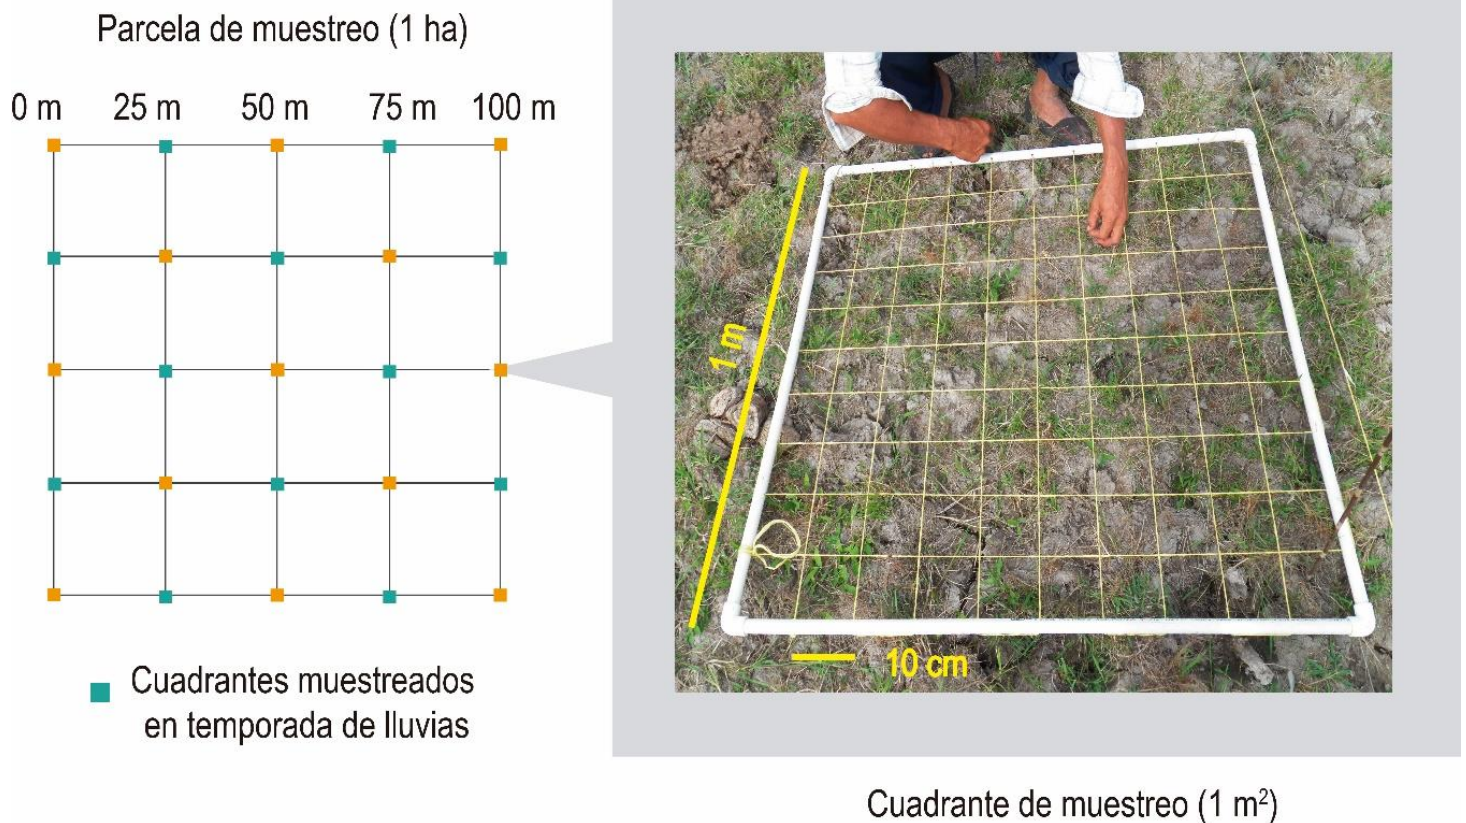 Parcela de muestreo (1 ha)
0 m 25 m 50 m 75 m 100 m
1 m
10 cm
Cuadrantes muestreados
en temporada de lluvias
Cuadrante de muestreo (1 m²)